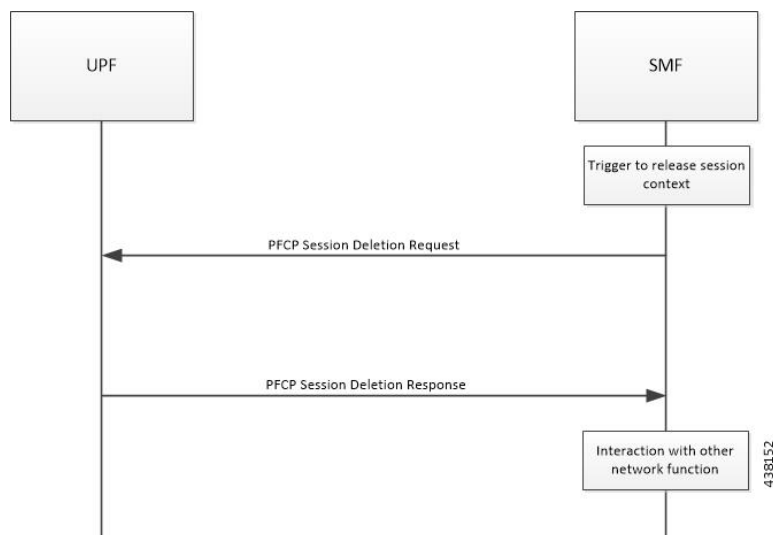 UPF
SMF
Trigger to release session
context
PFCP Session Deletion Request
PFCP Session Deletion Response
Interaction with other
network function
438152